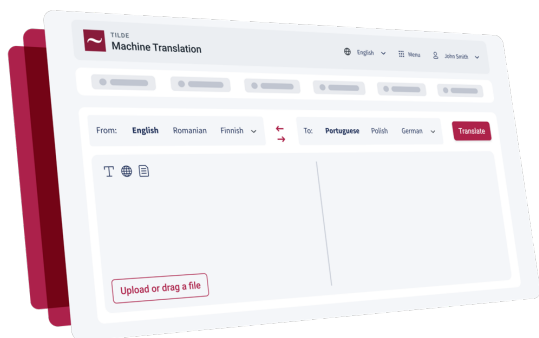 TILDE
Machine Translation
English
Menu
John Smith
From: English Romanian Finnish
To: Portuguese Polish German
Translate
Upload or drag a file